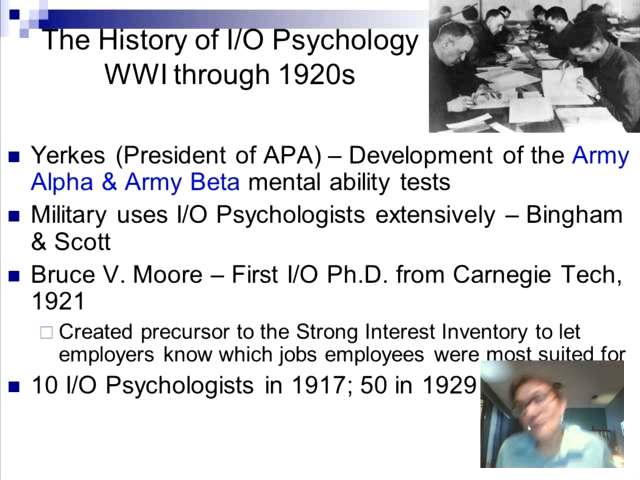 The History of I/O Psychology
WWI through 1920s
Yerkes (President of APA) – Development of the Army
Alpha & Army Beta mental ability tests
Military uses I/O Psychologists extensively – Bingham
& Scott
Bruce V. Moore – First I/O Ph.D. from Carnegie Tech,
1921
Created precursor to the Strong Interest Inventory to let
employers know which jobs employees were most suited for
10 I/O Psychologists in 1917; 50 in 1929